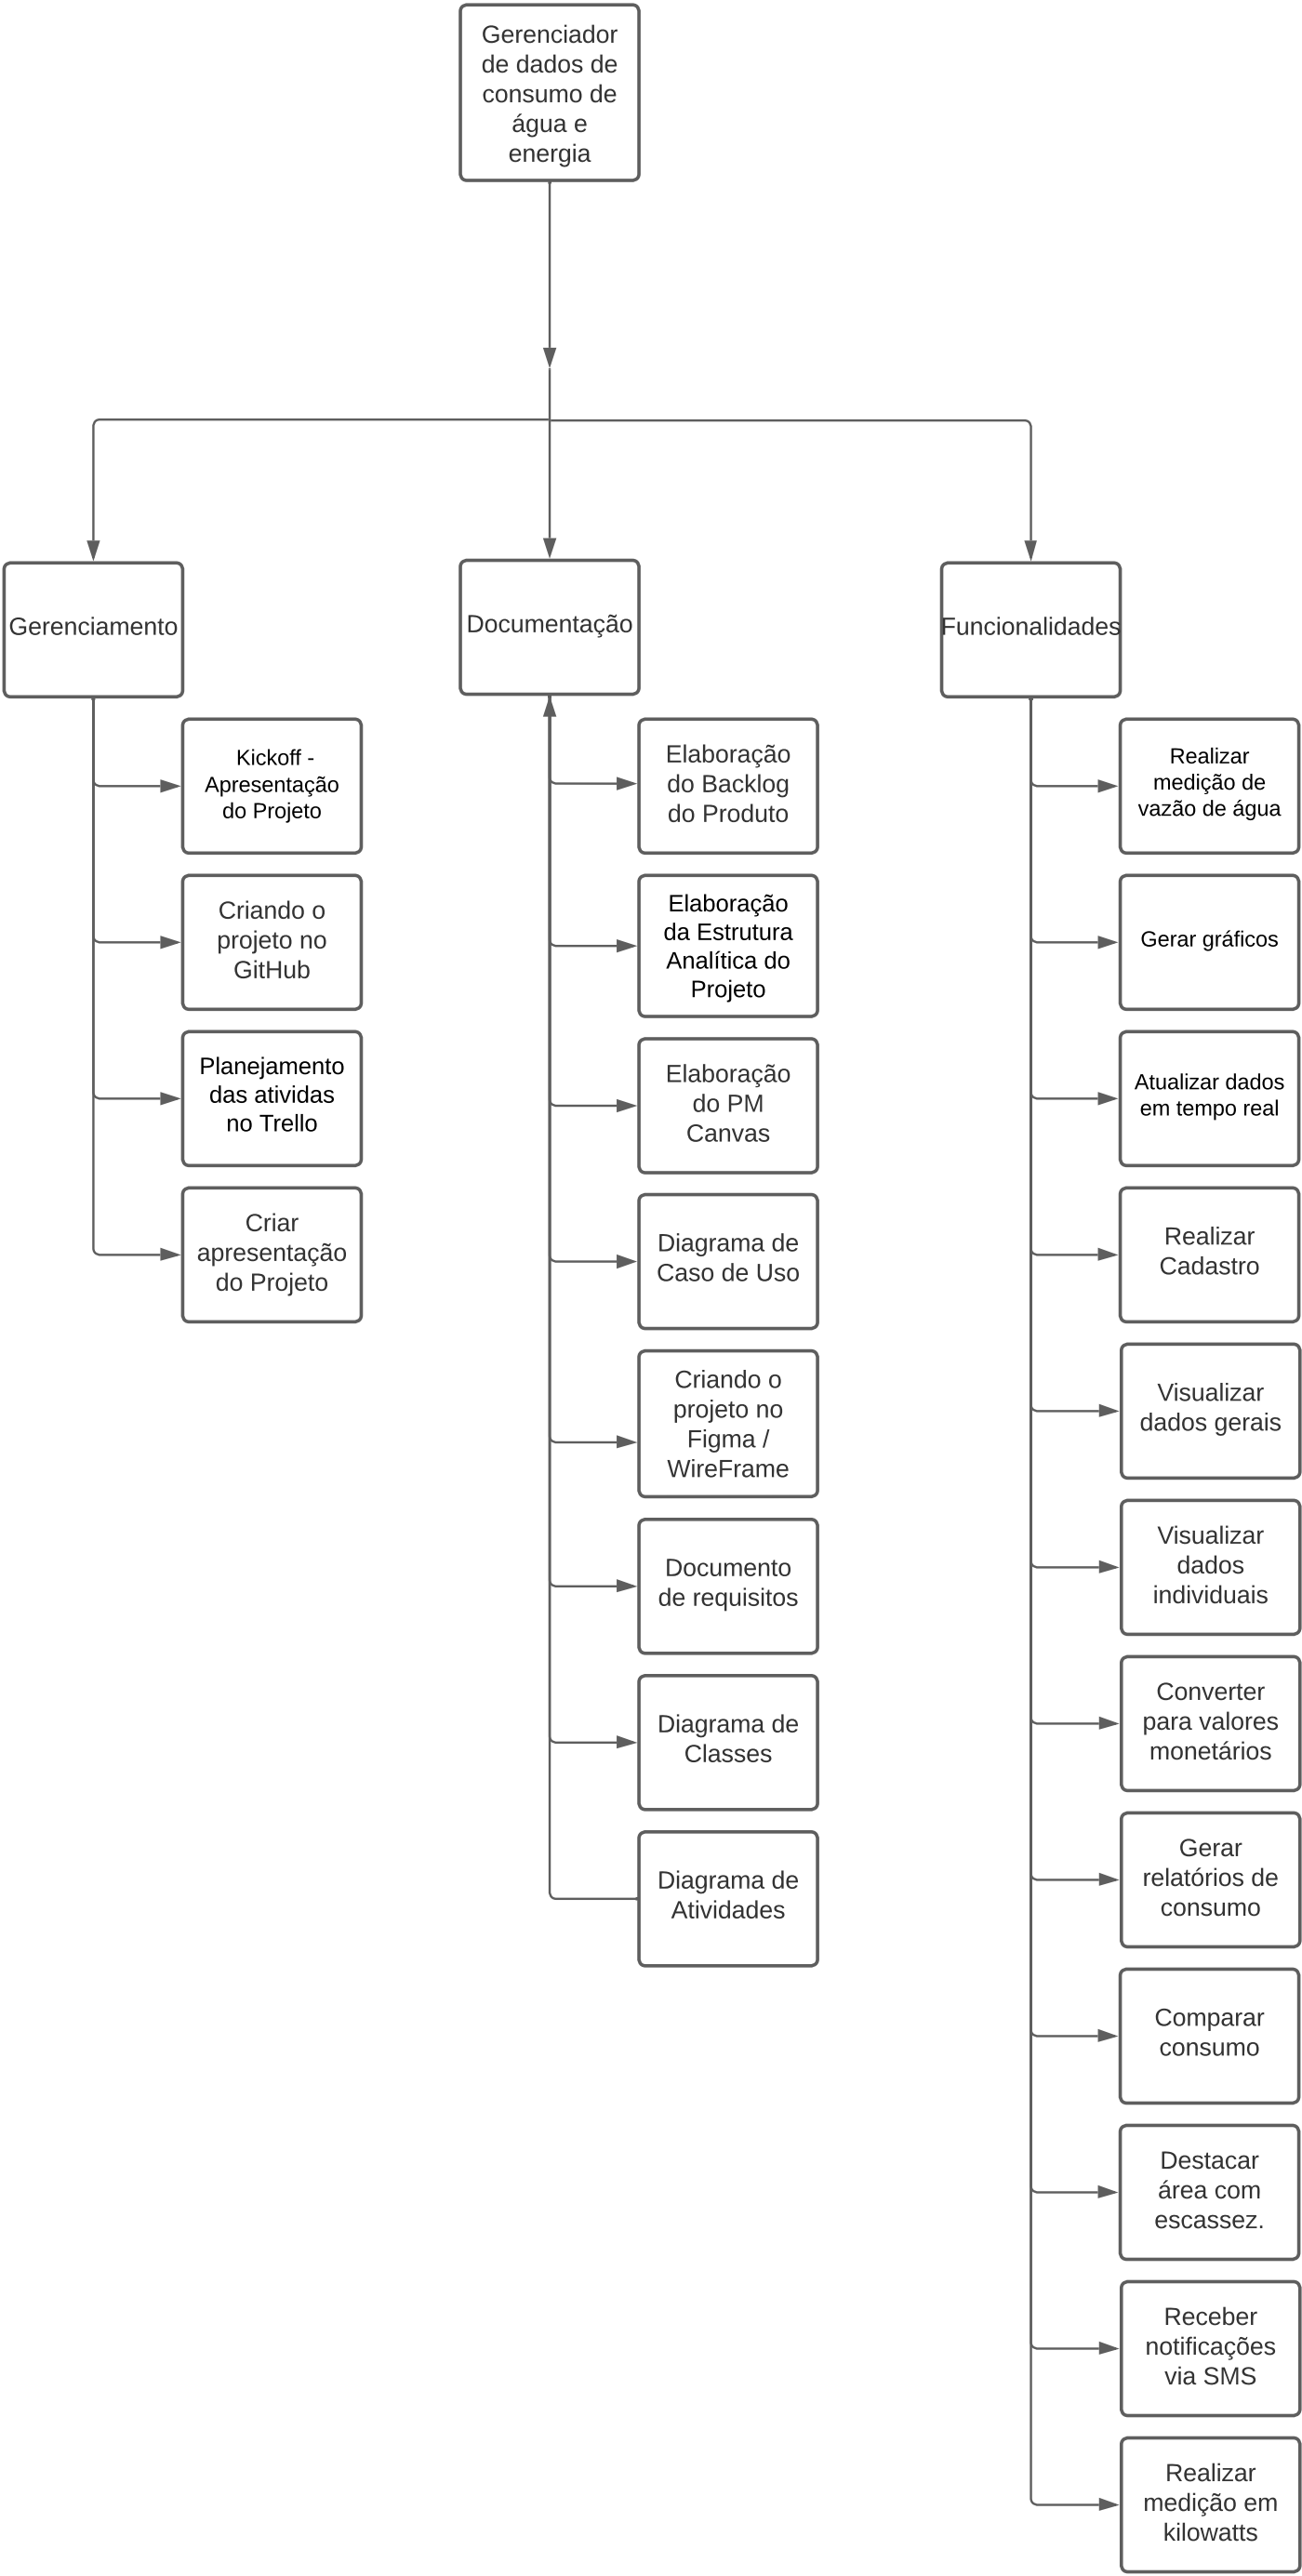 Gerenciador
de dados de
consumo de
água e
energia
Gerenciamento
Documentação
Funcionalidades
Kickoff -
Apresentação
do Projeto
Criando o
projeto no
GitHub
Planejamento
das atividas
no Trello
Criar
apresentação
do Projeto
Elaboração
do Backlog
do Produto
Elaboração
da Estrutura
Analítica do
Projeto
Elaboração
do PM
Canvas
Diagrama de
Caso de Uso
Criando o
projeto no
Figma /
WireFrame
Documento
de requisitos
Diagrama de
Classes
Diagrama de
Atividades
Realizar
medição de
vazão de água
Gerar gráficos
Atualizar dados
em tempo real
Realizar
Cadastro
Visualizar
dados gerais
Visualizar
dados
individuais
Converter
para valores
monetários
Gerar
relatórios de
consumo
Comparar
consumo
Destacar
área com
escassez.
Receber
notificações
via SMS
Realizar
medição em
kilowatts